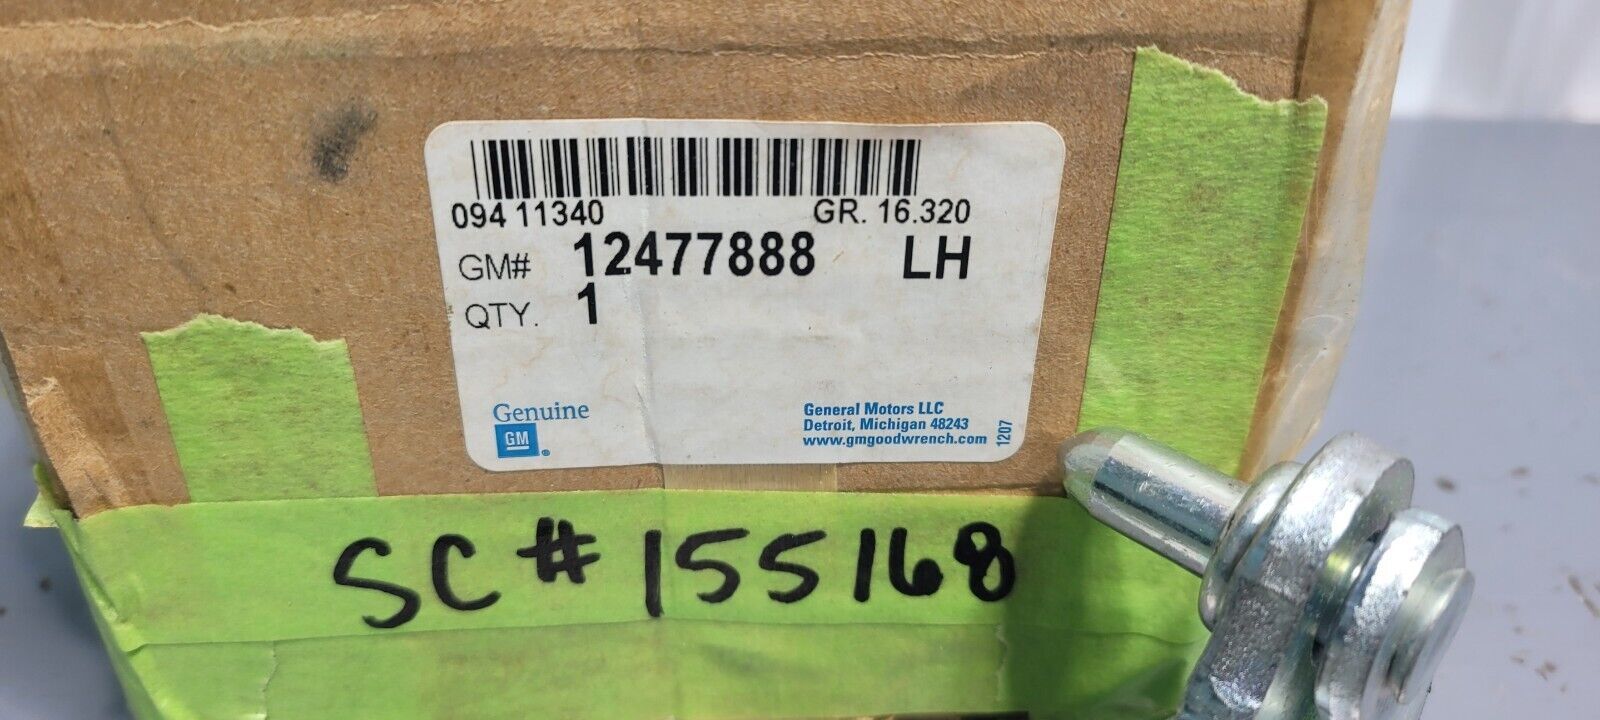 094 11340 GR. 16.320
GM# 12477888 LH
QTY. 1
Genuine
GM
General Motors LLC
Detroit, Michigan 48243
www.gmgoodwrench.com
1207
SC# 155168